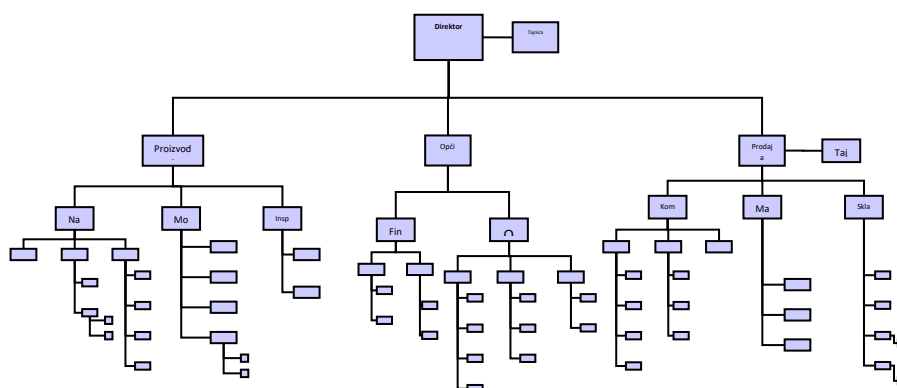 Direktor
Tajnica
Proizvod
Opći
Prodaj
a
Taj
Na
Mo
Insp
Fin
Kom
Ma
Skla